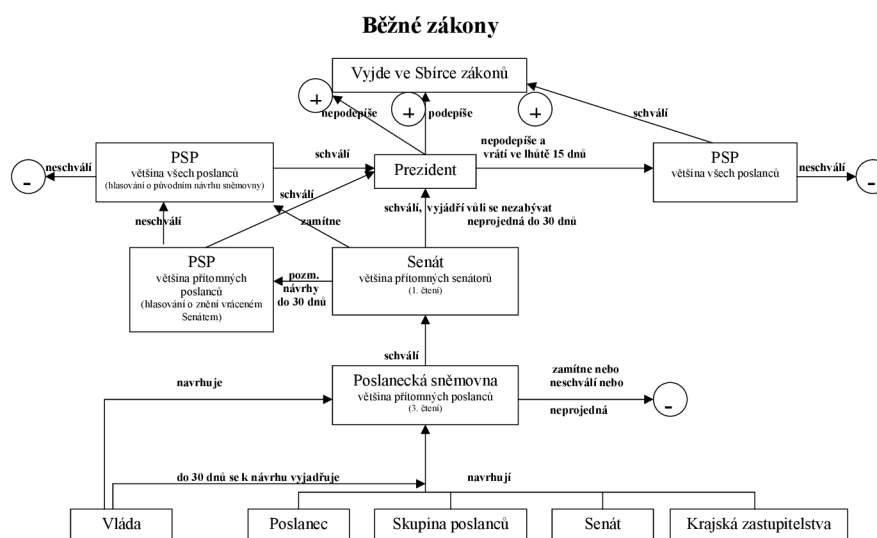 Běžné zákony
Vyjde ve Sbírce zákonů
+
+
+
nepodepíše
podepíše
schválí
PSP
většina všech poslanců
(hlasování o původním návrhu sněmovny)
neschválí
-
schválí
Prezident
nepodepíše a
vrátí ve lhůtě 15 dnů
PSP
většina všech poslanců
neschválí
-
schválí
neschválí
zamítne
schválí, vyjádří vůli se nezabývat
neprojedná do 30 dnů
PSP
většina přítomných
poslanců
(hlasování o znění vráceném
Senátem)
pozm.
návrhy
do 30 dnů
Senát
většina přítomných senátorů
(1. čtení)
schválí
Poslanecká sněmovna
většina přítomných poslanců
(3. čtení)
zamítne nebo
neschválí nebo
neprojedná
-
navrhuje
do 30 dnů se k návrhu vyjadřuje
navrhují
Vláda
Poslanec
Skupina poslanců
Senát
Krajská zastupitelstva